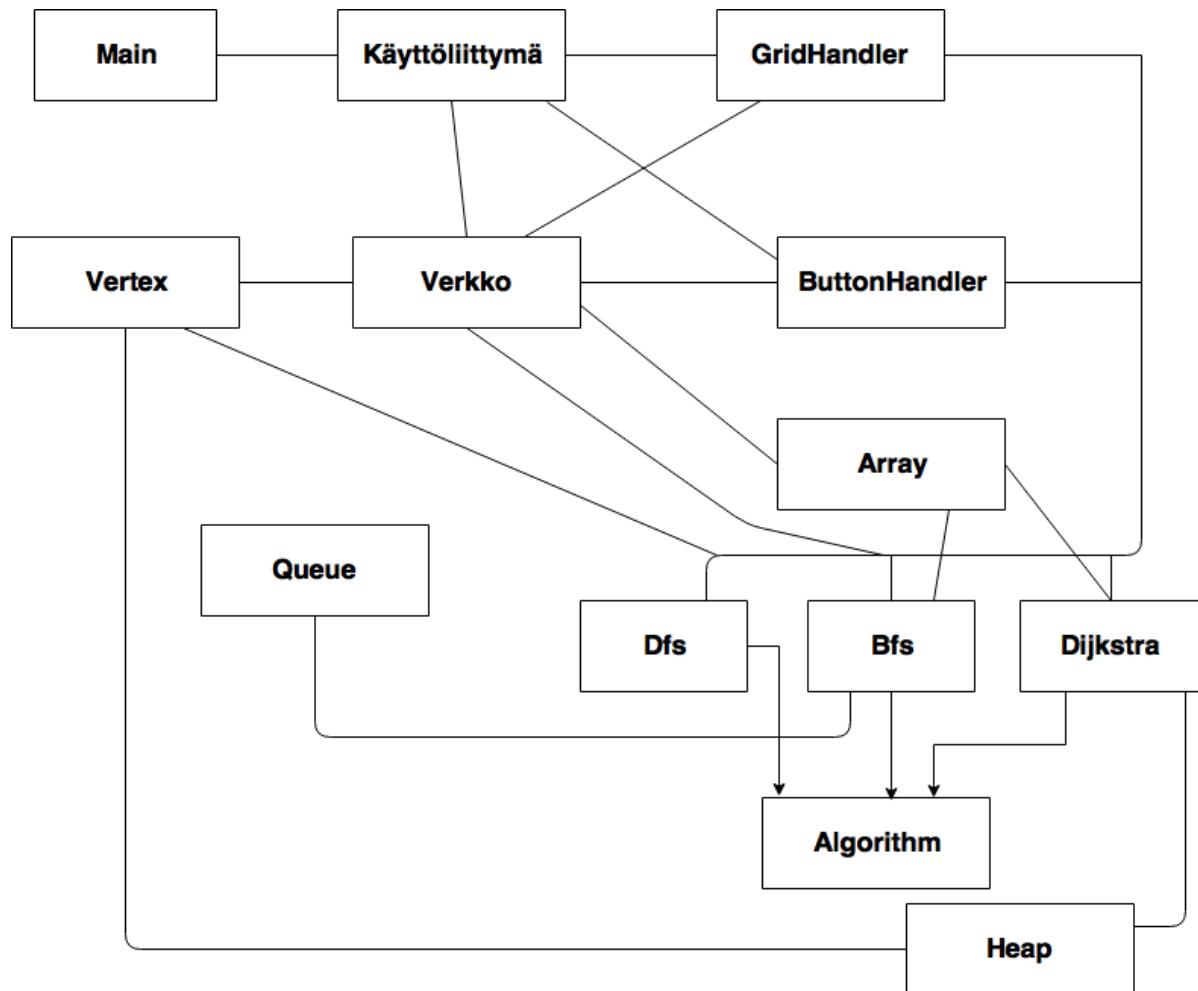 Main
Käyttöliittymä
GridHandler
Vertex
Verkko
ButtonHandler
Array
Queue
Dfs
Bfs
Dijkstra
Algorithm
Heap